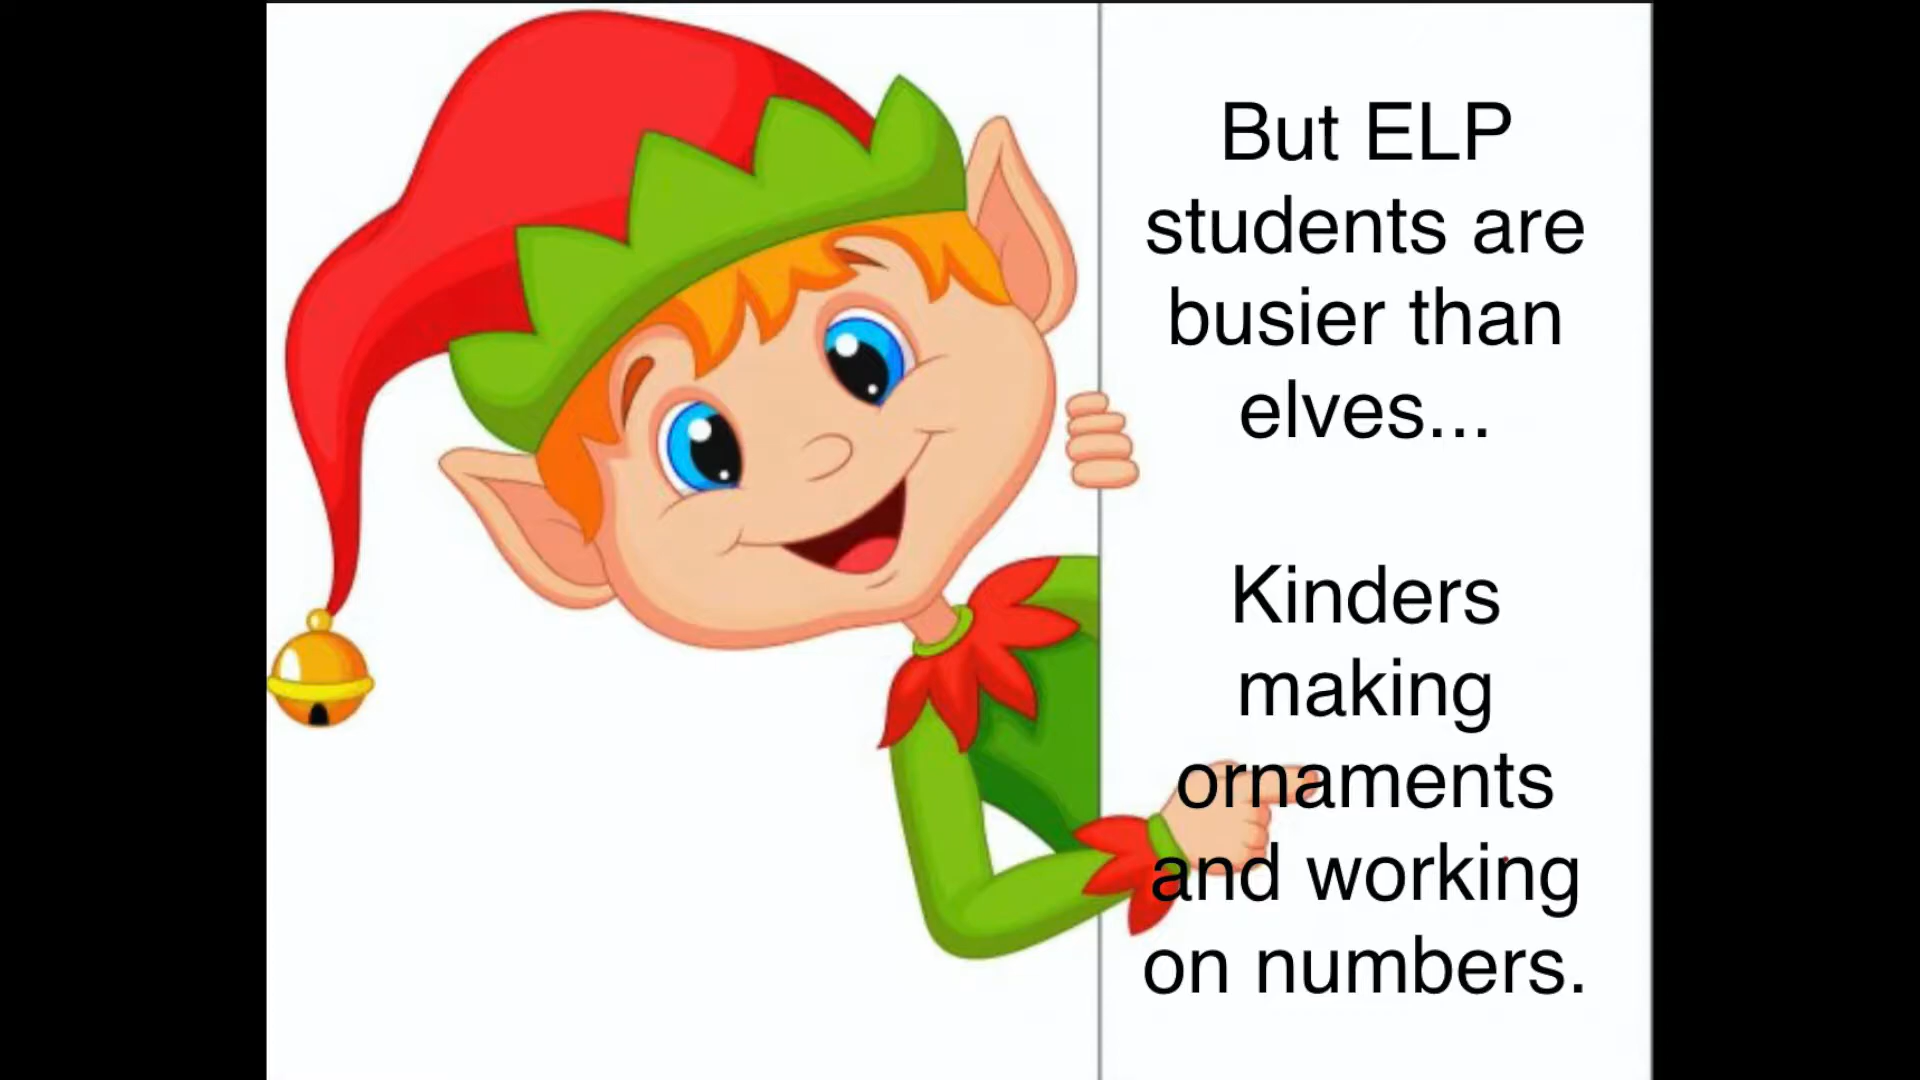 But ELP
students are
busier than
elves...
Kinders
making
ornaments
and working
on numbers.